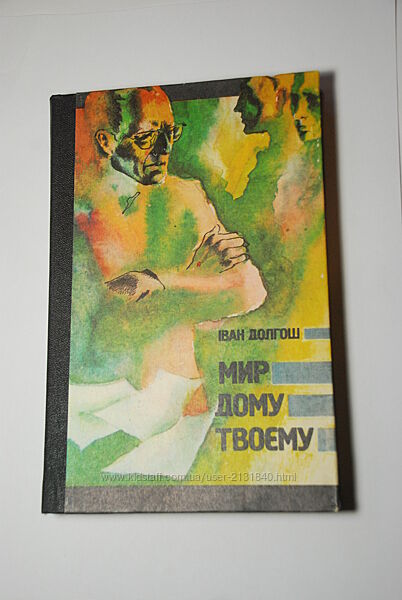 ІВАН ДОЛГОШ
МИР
ДОМУ
ТВОЄМУ
www.kidstaff.com.ua/user-2131840.html